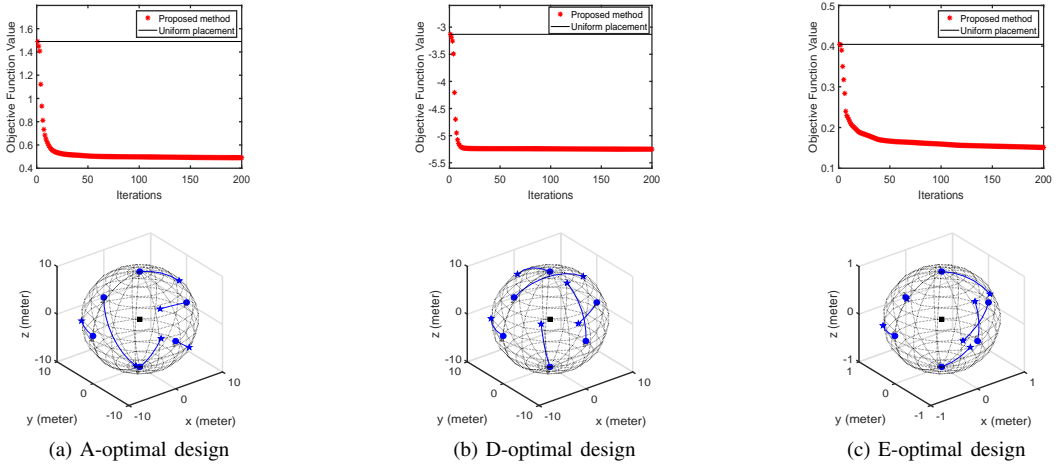 1.6
1.4
1.2
1
0.8
0.6
0.4
Objective Function Value
0 50 100 150 200
Iterations
Proposed method
Uniform placement
-3
-3.5
-4
-4.5
-5
-5.5
Objective Function Value
0 50 100 150 200
Iterations
Proposed method
Uniform placement
0.5
0.4
0.3
0.2
0.1
Objective Function Value
0 50 100 150 200
Iterations
Proposed method
Uniform placement
10
0
-10
z (meter)
10
0
-10
y (meter)
-10
0
10
x (meter)
10
0
-10
z (meter)
10
0
-10
y (meter)
-10
0
10
x (meter)
1
0
-1
z (meter)
1
0
-1
y (meter)
-1
0
1
x (meter)
(a) A-optimal design
(b) D-optimal design
(c) E-optimal design